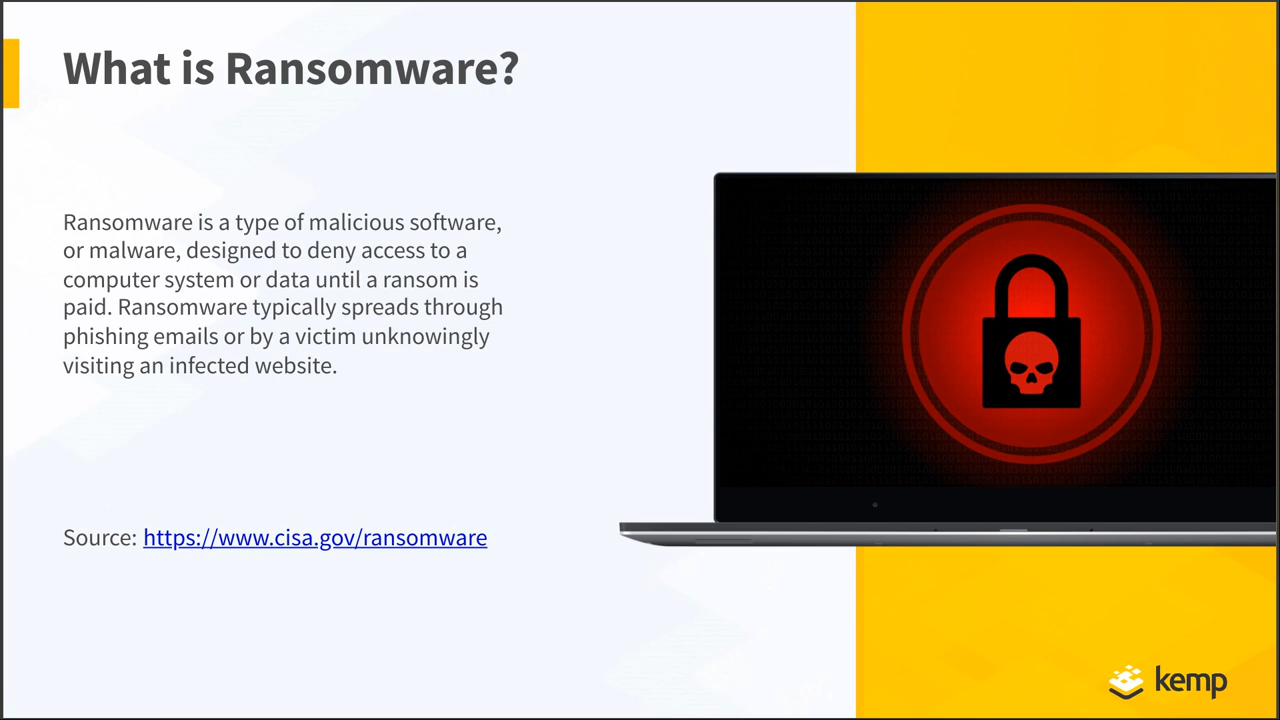 What is Ransomware?
Ransomware is a type of malicious software,
or malware, designed to deny access to a
computer system or data until a ransom is
paid. Ransomware typically spreads through
phishing emails or by a victim unknowingly
visiting an infected website.
Source: https://www.cisa.gov/ransomware
kemp